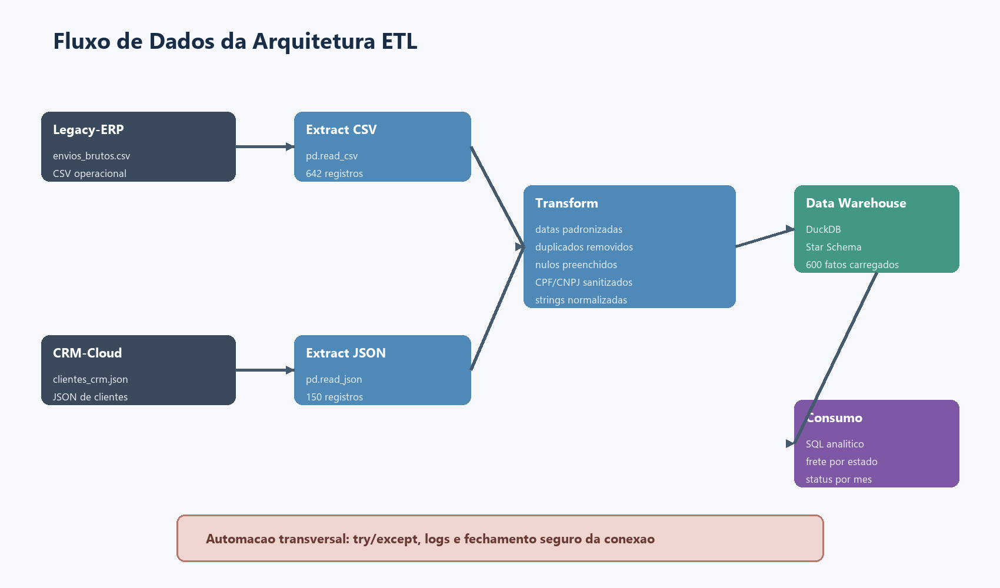 Fluxo de Dados da Arquitetura ETL
Legacy-ERP
envios_brutos.csv
CSV operacional
Extract CSV
pd.read_csv
642 registros
Transform
datas padronizadas
duplicados removidos
nulos preenchidos
CPF/CNPJ sanitizados
strings normalizadas
Data Warehouse
DuckDB
Star Schema
600 fatos carregados
CRM-Cloud
clientes_crm.json
JSON de clientes
Extract JSON
pd.read_json
150 registros
Consumo
SQL analitico
frete por estado
status por mes
Automacao transversal: try/except, logs e fechamento seguro da conexao